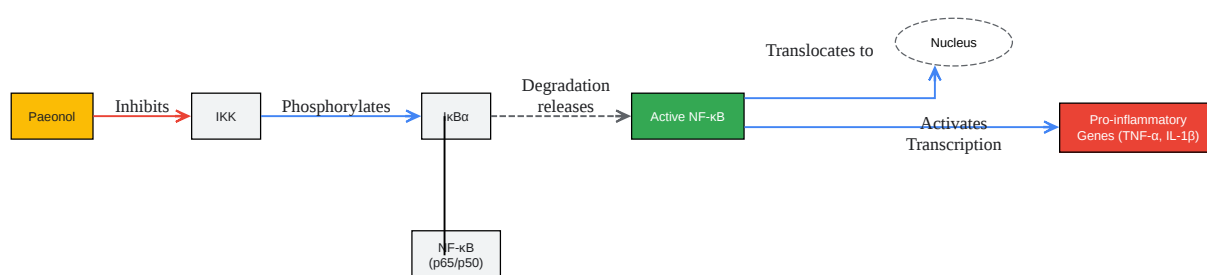 Paeonol
Inhibits
IKK
Phosphorylates
IκBα
Degradation
releases
Active NF-κB
Translocates to
Nucleus
Activates
Transcription
Pro-inflammatory
Genes (TNF-α, IL-1β)
NF-κB
(p65/p50)